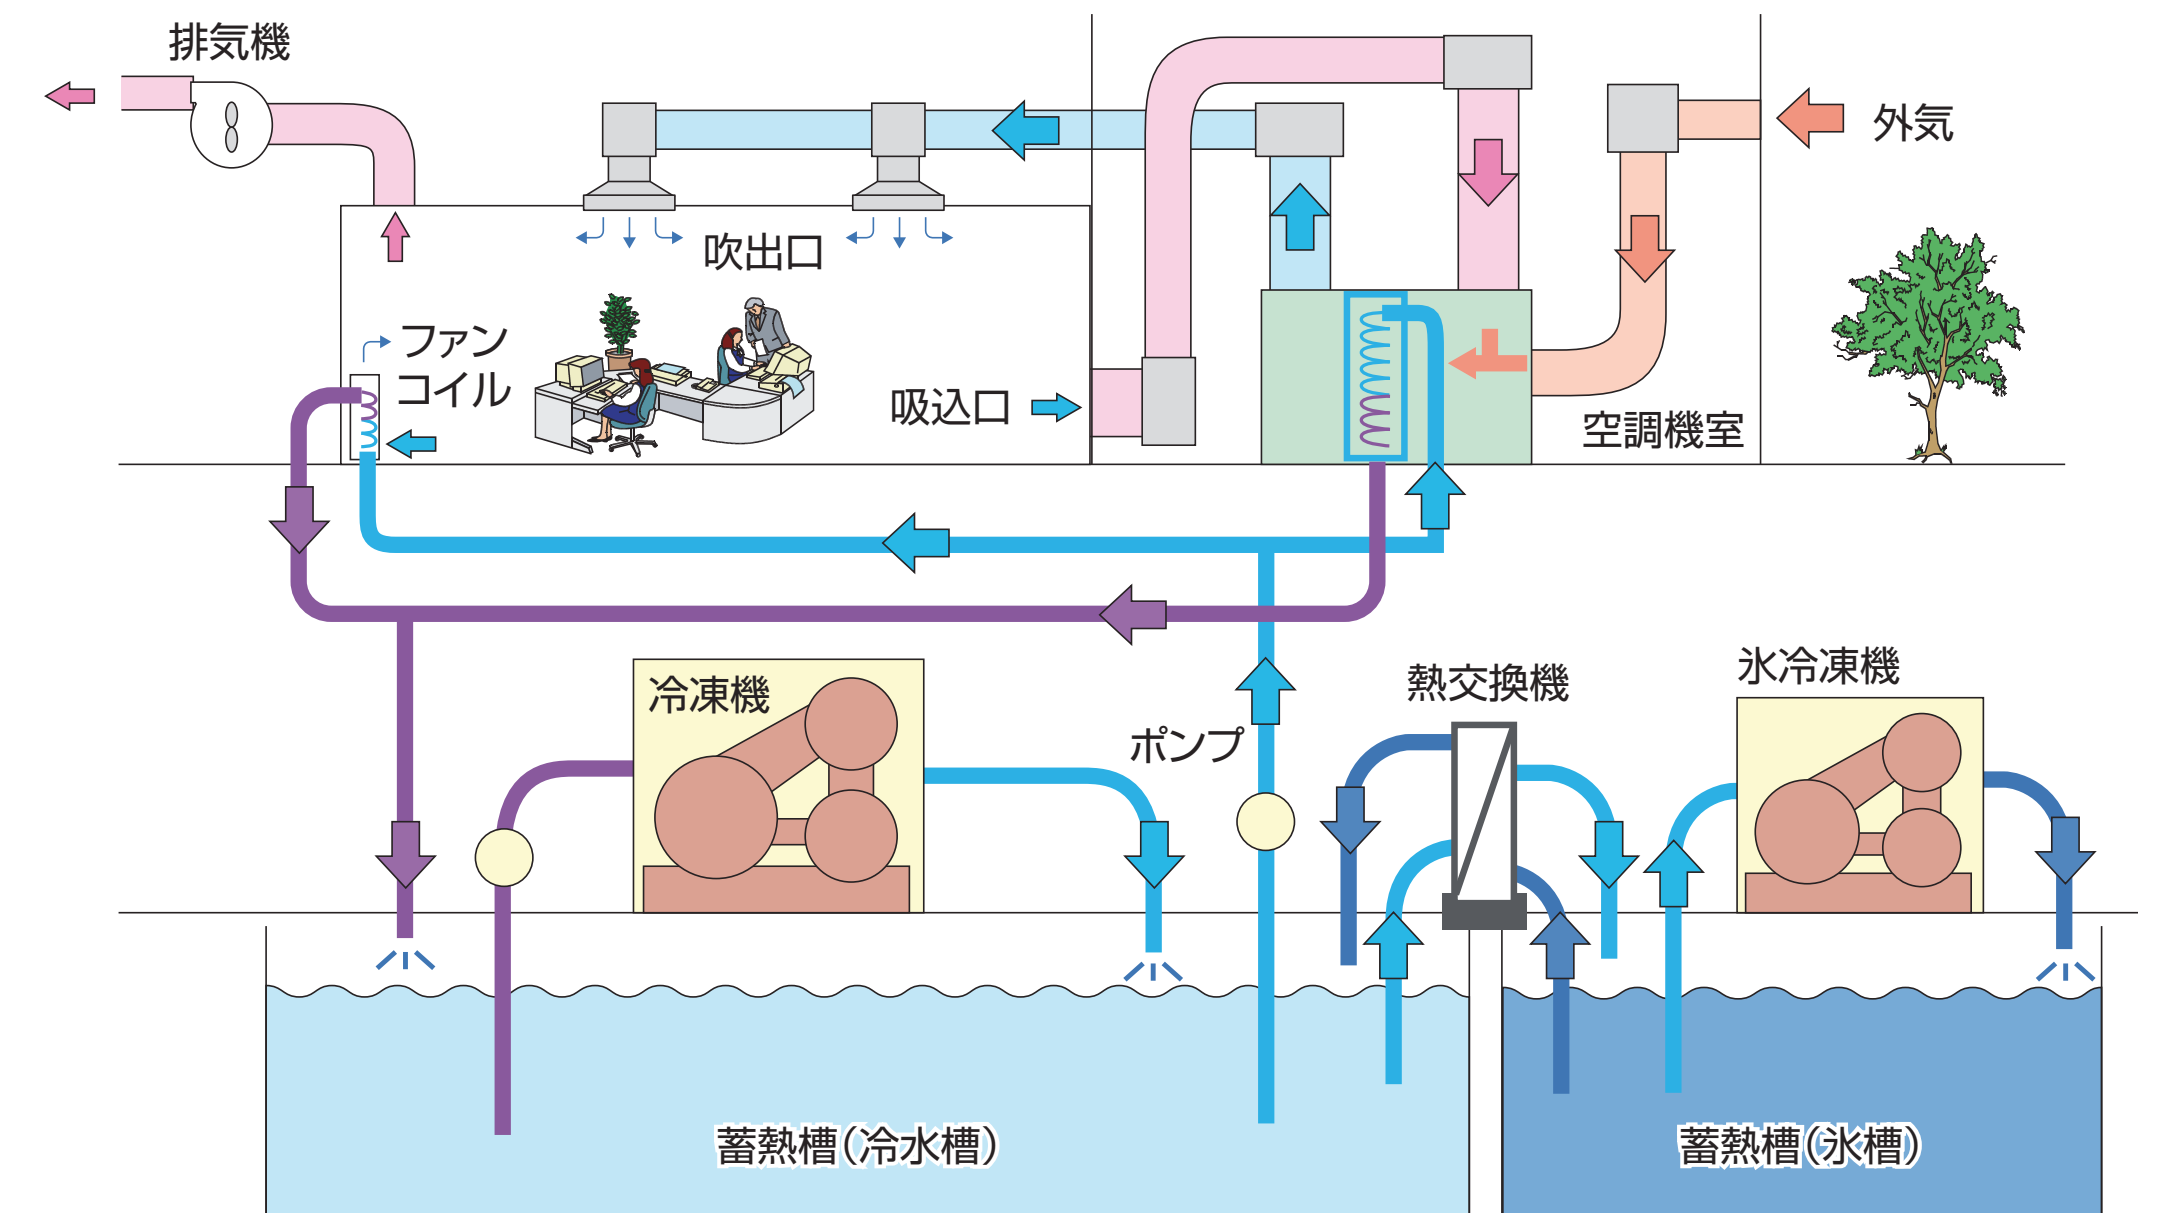 排気機
外気
吹出口
ファン
コイル
吸込口
空調機室
冷凍機
ポンプ
熱交換機
氷冷凍機
蓄熱槽(冷水槽)
蓄熱槽(氷槽)